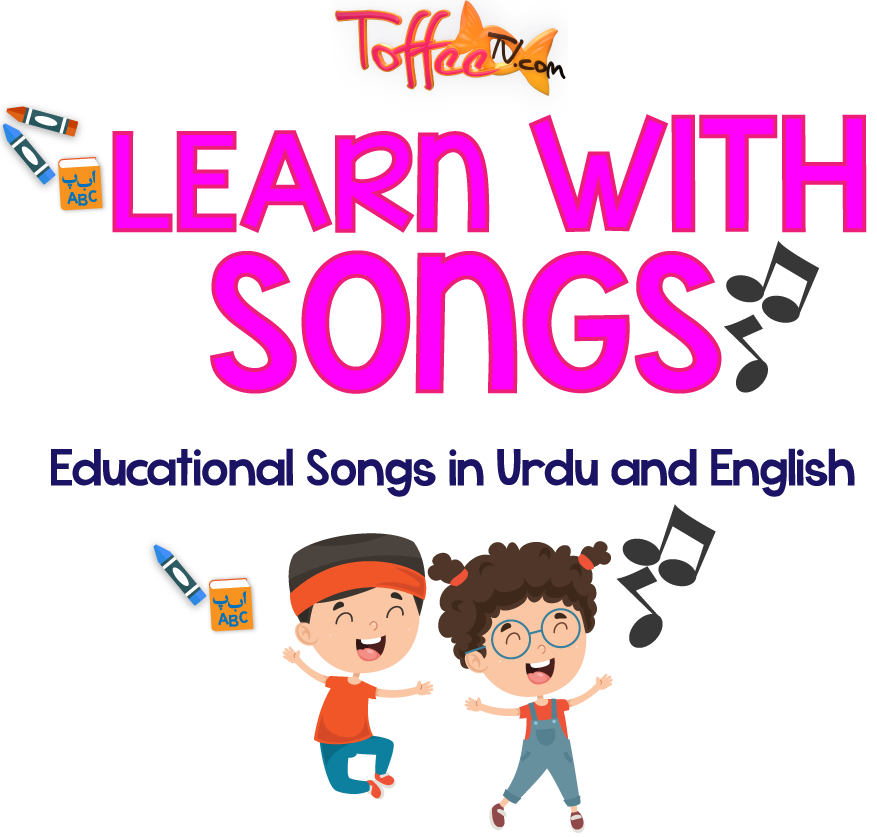 ToffeeTV.com
LEARN WITH
ا ب پ
ABC
SONGS
Educational Songs in Urdu and English
ا ب پ
ABC